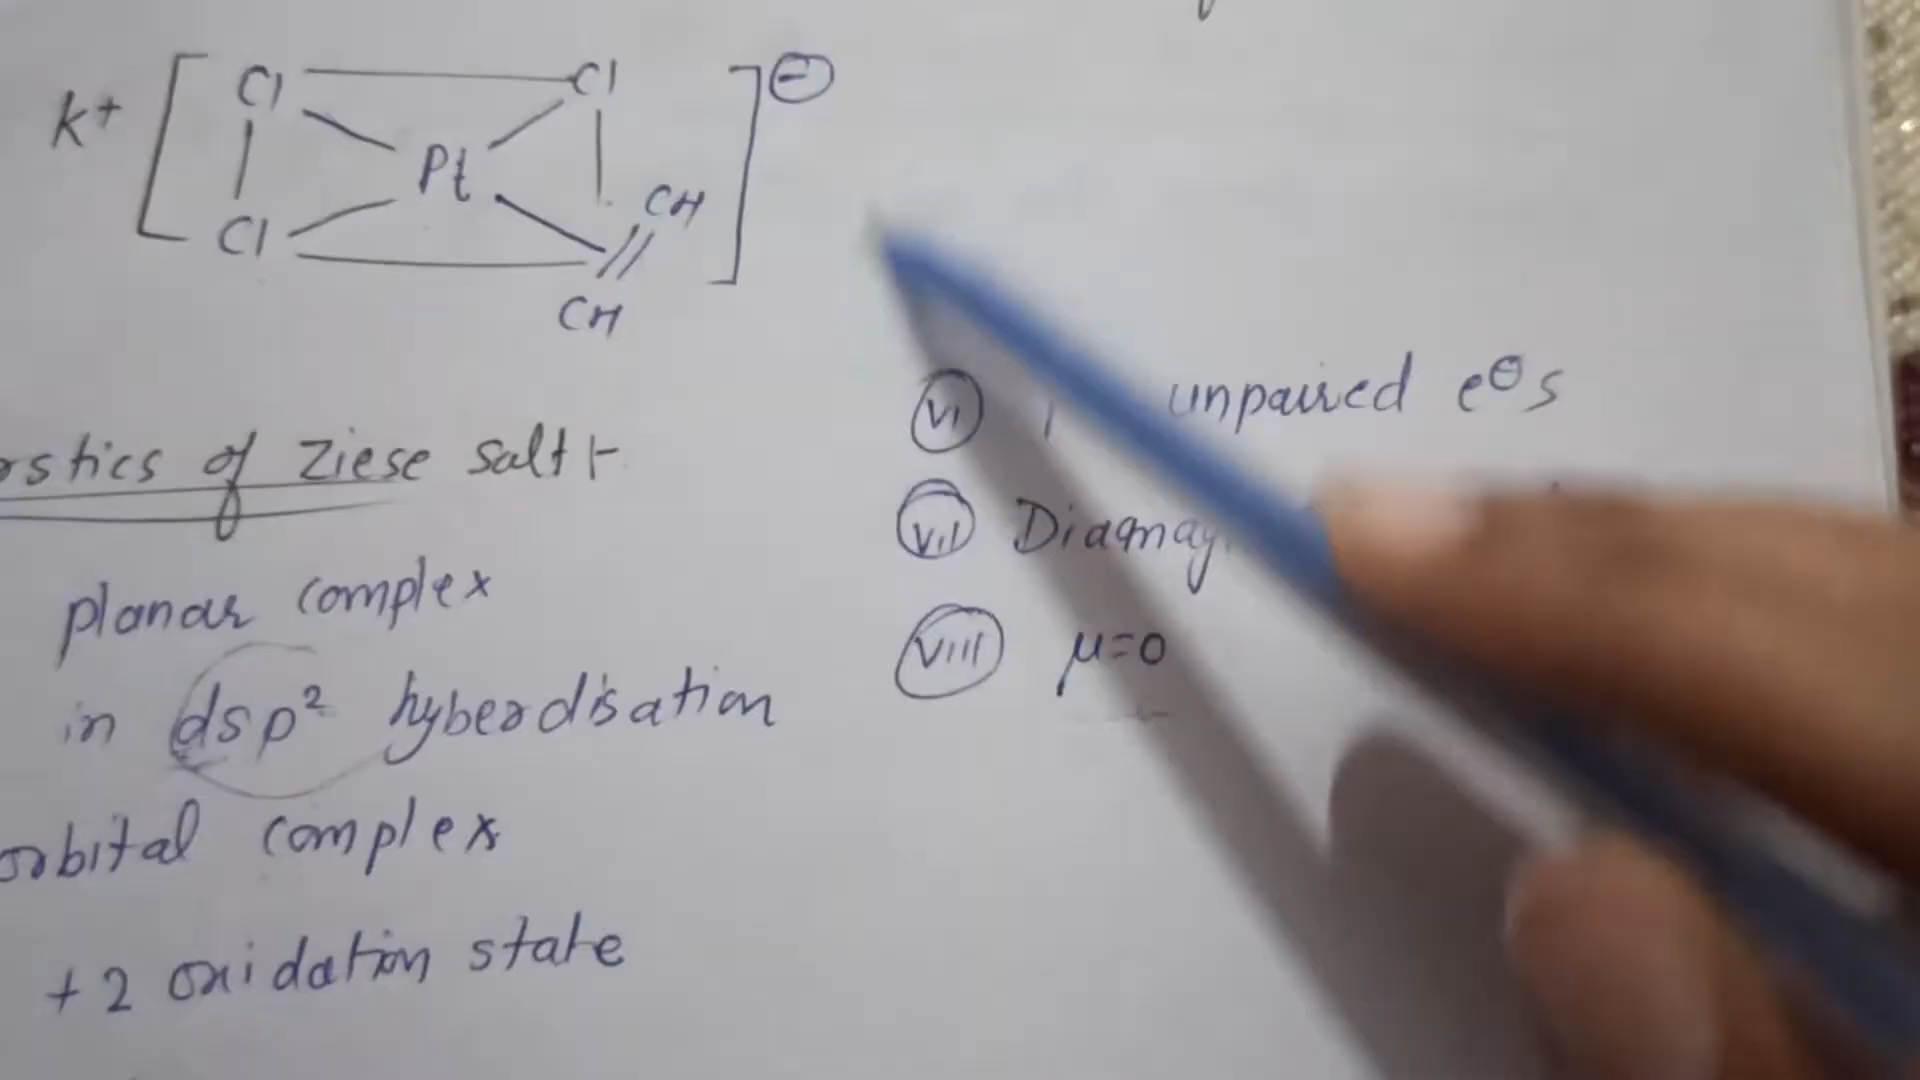 K+ [ Cl Cl ] ⊖
Pt
Cl CH
CH
stics of Ziese salt :-
planar complex
in dsp² hyberdisation
orbital complex
+2 oxidation state
(vi) unpaired e⊖s
(vii) Diamag
(viii) μ=0